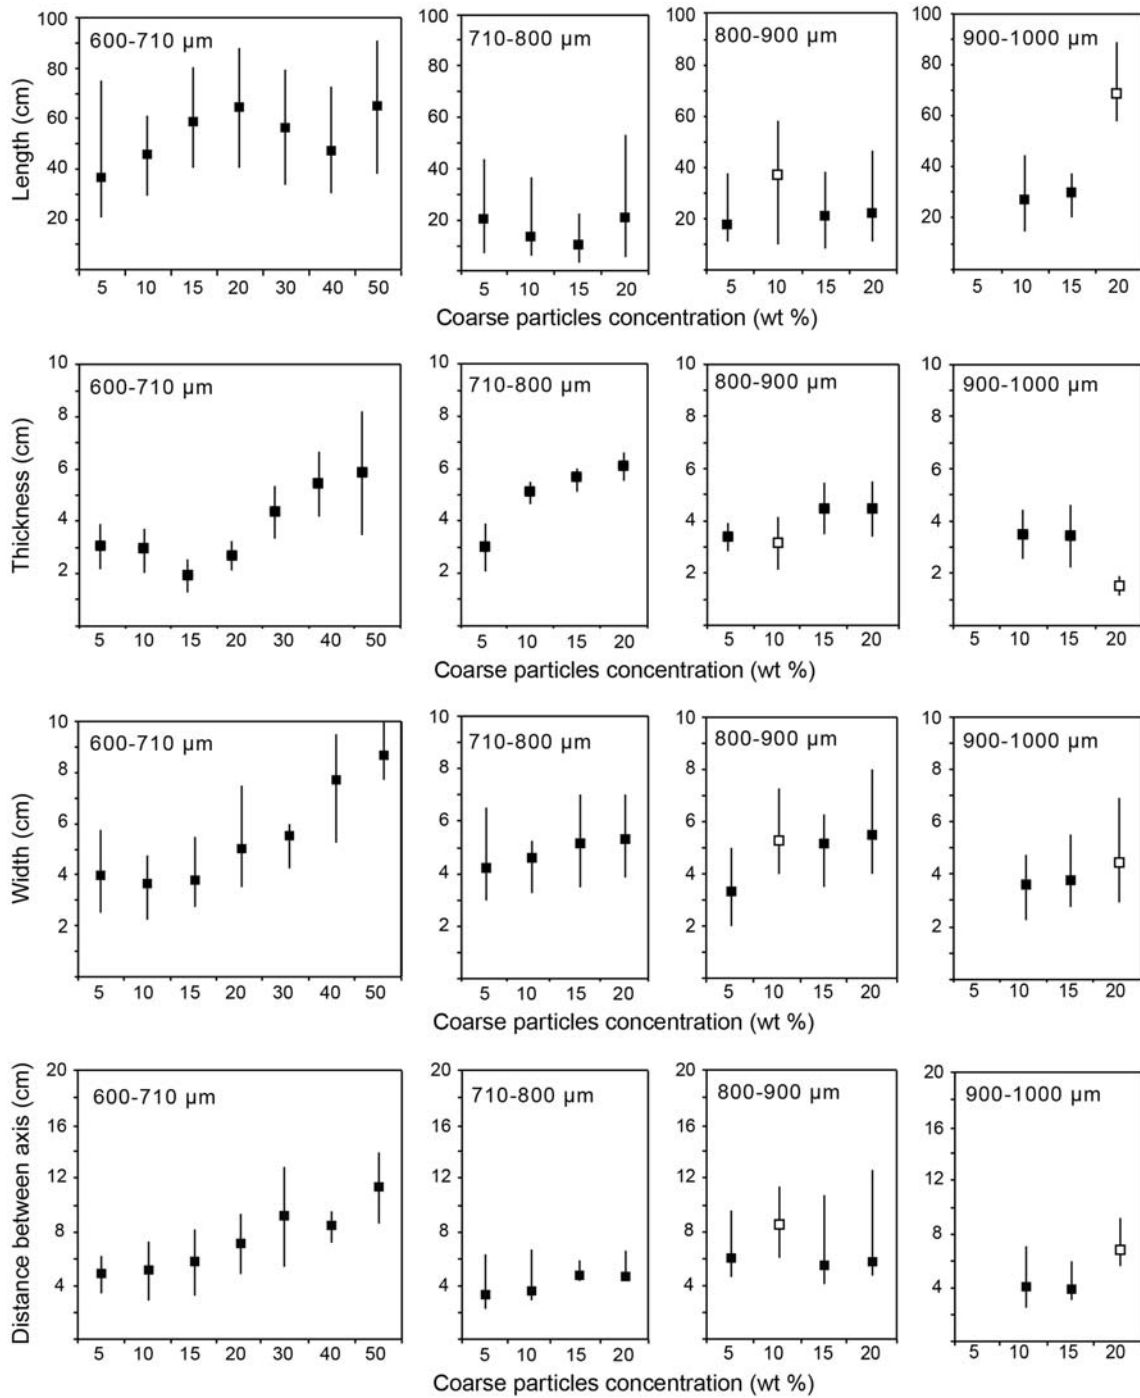 Length (cm)
600-710 µm
710-800 µm
800-900 µm
900-1000 µm
100 80 60 40 20
100 80 60 40 20
100 80 60 40 20
100 80 60 40 20
5 10 15 20 30 40 50
5 10 15 20
5 10 15 20
5 10 15 20
Coarse particles concentration (wt %)
Thickness (cm)
600-710 µm
710-800 µm
800-900 µm
900-1000 µm
10 8 6 4 2
10 8 6 4 2
10 8 6 4 2
10 8 6 4 2
5 10 15 20 30 40 50
5 10 15 20
5 10 15 20
5 10 15 20
Coarse particles concentration (wt %)
Width (cm)
600-710 µm
710-800 µm
800-900 µm
900-1000 µm
10 8 6 4 2
10 8 6 4 2
10 8 6 4 2
10 8 6 4 2
5 10 15 20 30 40 50
5 10 15 20
5 10 15 20
5 10 15 20
Coarse particles concentration (wt %)
Distance between axis (cm)
600-710 µm
710-800 µm
800-900 µm
900-1000 µm
20 16 12 8 4
20 16 12 8 4
20 16 12 8 4
20 16 12 8 4
5 10 15 20 30 40 50
5 10 15 20
5 10 15 20
5 10 15 20
Coarse particles concentration (wt %)